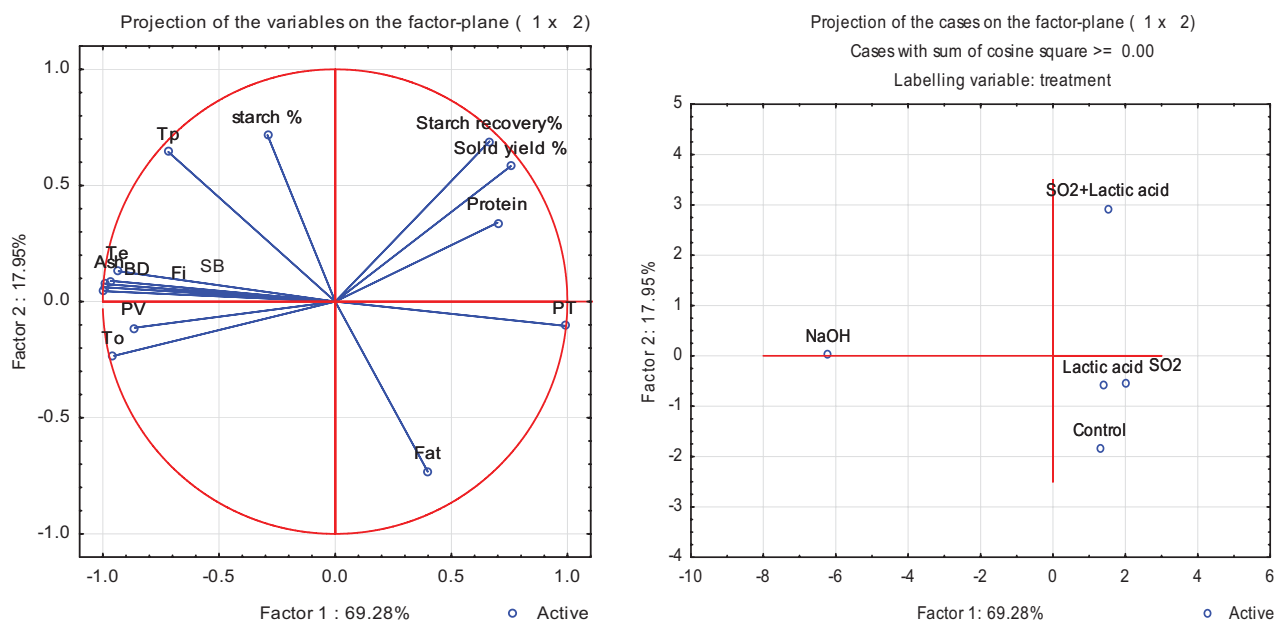 Projection of the variables on the factor-plane ( 1 x 2)
1.0
0.5
0.0
-0.5
-1.0
Factor 2 : 17.95%
starch %
Tp
Starch recovery%
Solid yield %
Protein
Te
Ash
BD
Fi
SB
PV
To
PT
Fat
-1.0 -0.5 0.0 0.5 1.0
Factor 1 : 69.28%
Active
Projection of the cases on the factor-plane ( 1 x 2)
Cases with sum of cosine square >= 0.00
Labelling variable: treatment
5
4
3
2
1
0
-1
-2
-3
-4
Factor 2: 17.95%
SO2+Lactic acid
NaOH
Lactic acid
SO2
Control
-10 -8 -6 -4 -2 0 2 4 6
Factor 1: 69.28%
Active